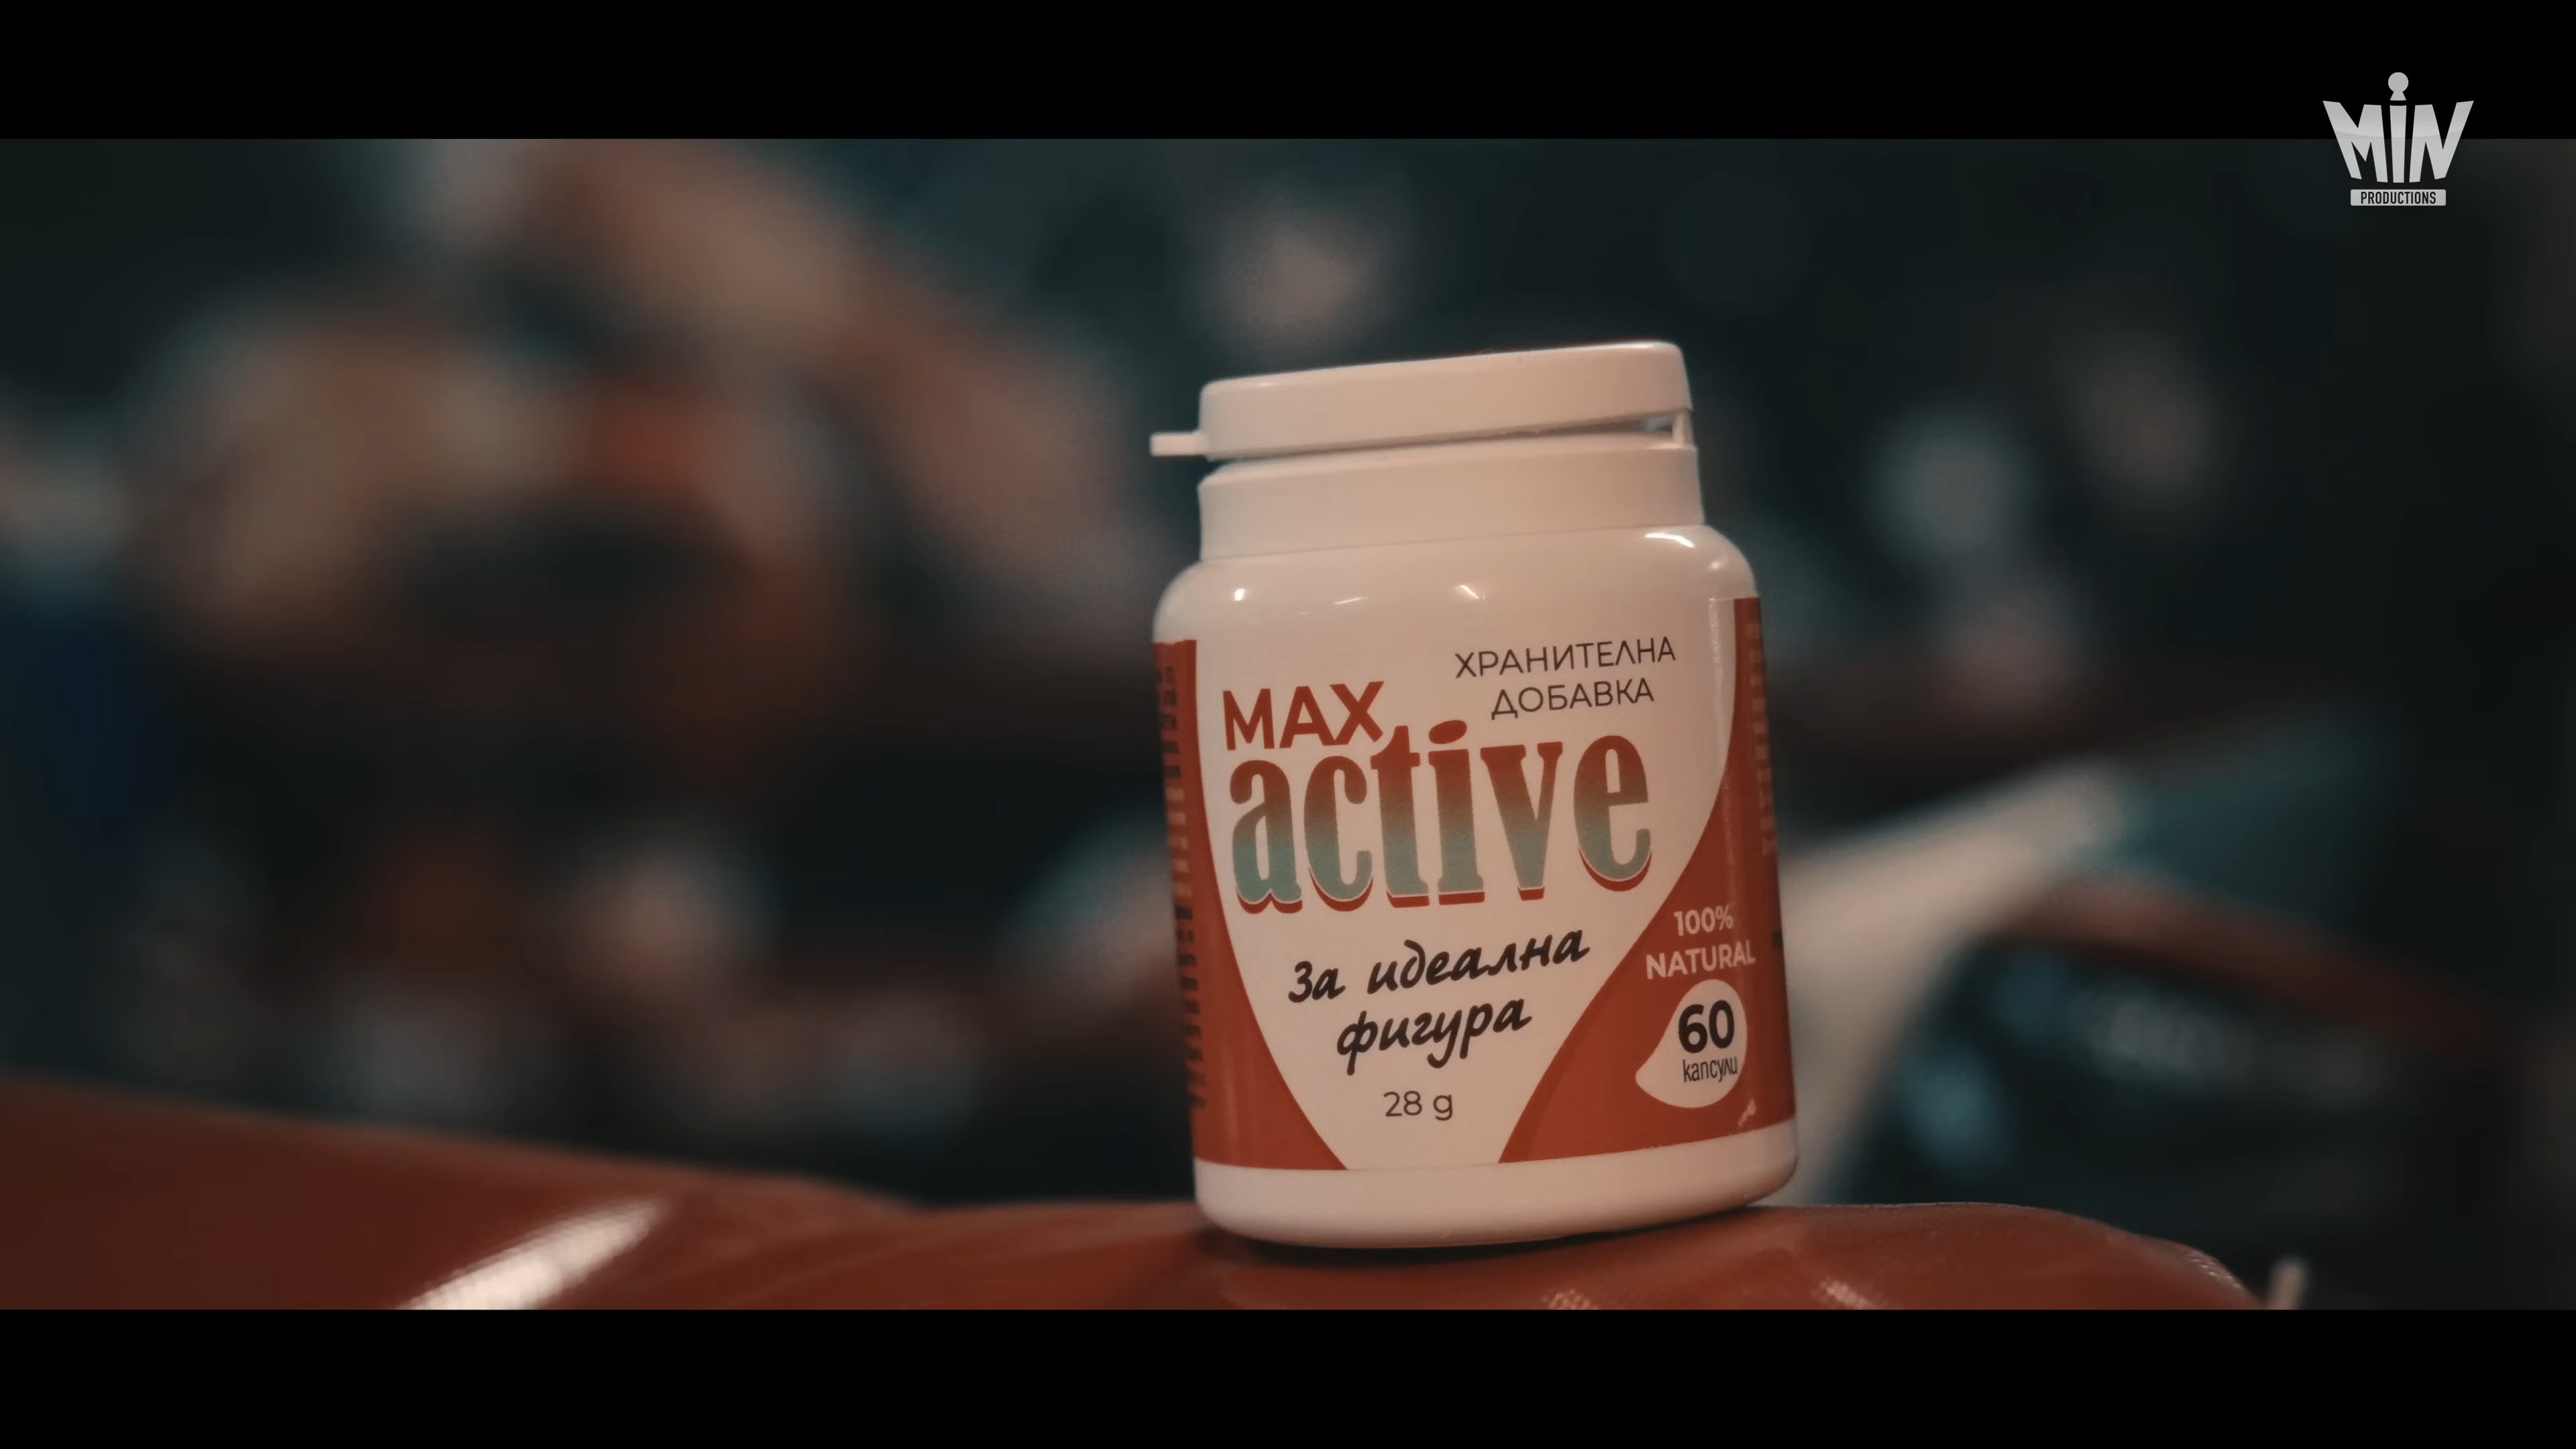 MIN
PRODUCTIONS
ХРАНИТЕЛНА
ДОБАВКА
MAX
active
За идеална
фигура
28 g
100%
NATURAL
60
капсули